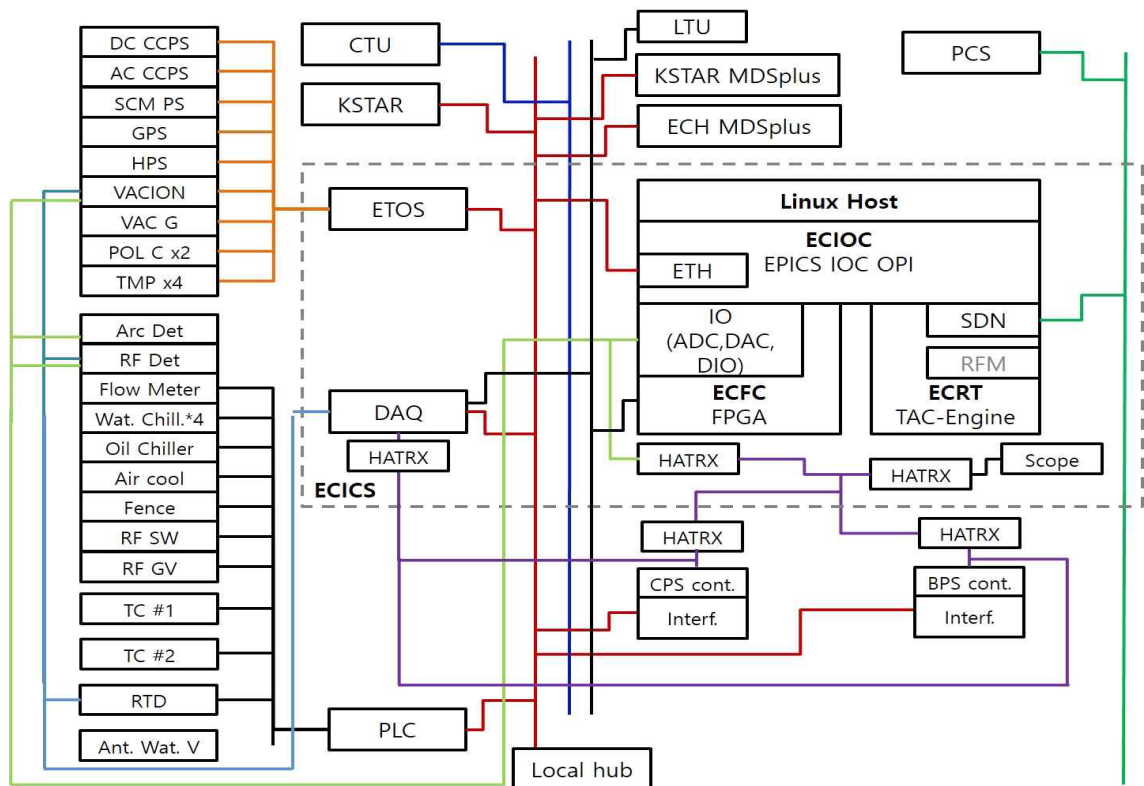 DC CCPS
AC CCPS
SCM PS
GPS
HPS
VACION
VAC G
POL C x2
TMP x4
Arc Det
RF Det
Flow Meter
Wat. Chill.*4
Oil Chiller
Air cool
Fence
RF SW
RF GV
TC #1
TC #2
RTD
Ant. Wat. V
CTU
KSTAR
ETOS
DAQ
HATRX
ECICS
PLC
Local hub
LTU
KSTAR MDSplus
ECH MDSplus
PCS
Linux Host
ECIOC
EPICS IOC OPI
ETH
IO
(ADC,DAC,
DIO)
ECFC
FPGA
SDN
RFM
ECRT
TAC-Engine
HATRX
HATRX
Scope
HATRX
CPS cont.
Interf.
HATRX
BPS cont.
Interf.